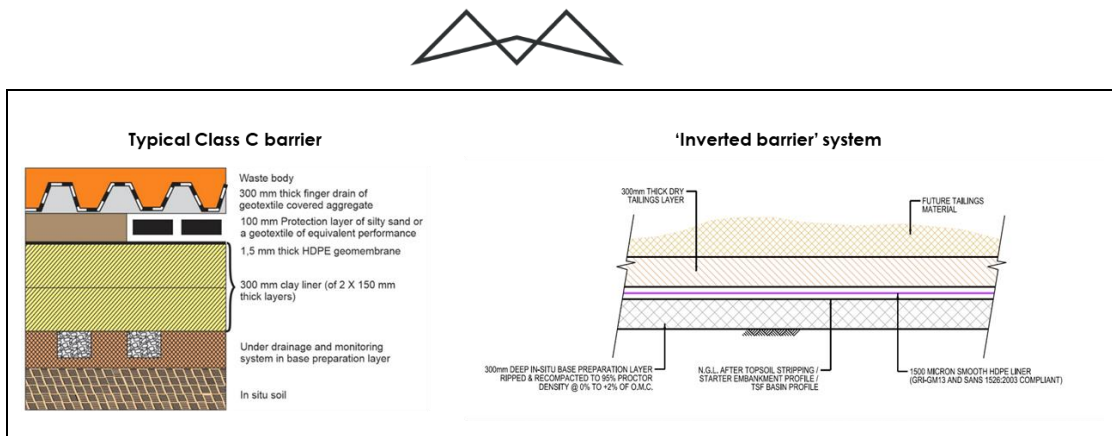 Typical Class C barrier
Waste body
300 mm thick finger drain of
geotextile covered aggregate
100 mm Protection layer of silty sand or
a geotextile of equivalent performance
1,5 mm thick HDPE geomembrane
300 mm clay liner (of 2 X 150 mm
thick layers)
Under drainage and monitoring
system in base preparation layer
In situ soil
‘Inverted barrier’ system
300mm THICK DRY
TAILINGS LAYER
FUTURE TAILINGS
MATERIAL
300mm DEEP IN-SITU BASE PREPARATION LAYER
RIPPED & RECOMPACTED TO 95% PROCTOR
DENSITY @ 0% TO +2% OF O.M.C.
N.G.L. AFTER TOPSOIL STRIPPING /
STARTER EMBANKMENT PROFILE /
TSF BASIN PROFILE
1500 MICRON SMOOTH HDPE LINER
(GRI-GM13 AND SANS 1526:2003 COMPLIANT)